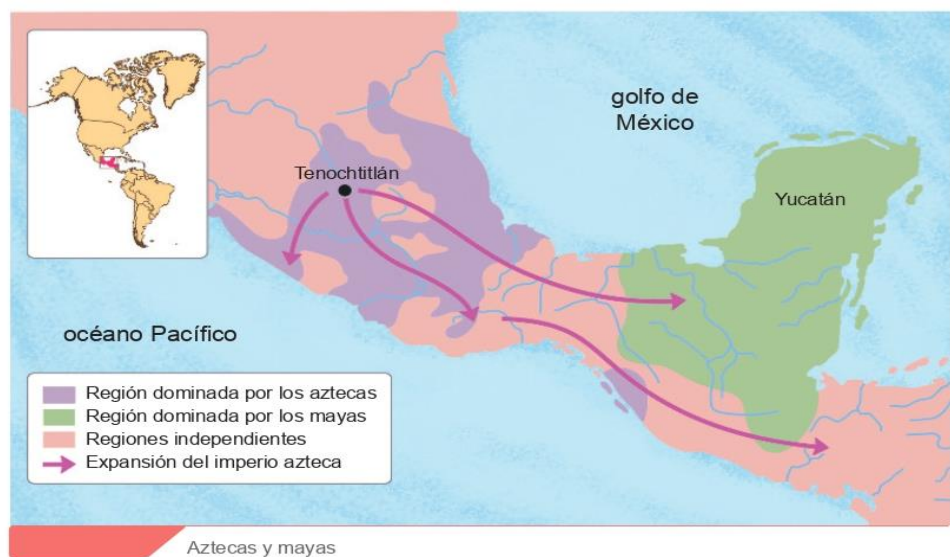 golfo de
México
Tenochtitlán
Yucatán
océano Pacífico
Región dominada por los aztecas
Región dominada por los mayas
Regiones independientes
Expansión del imperio azteca
Aztecas y mayas